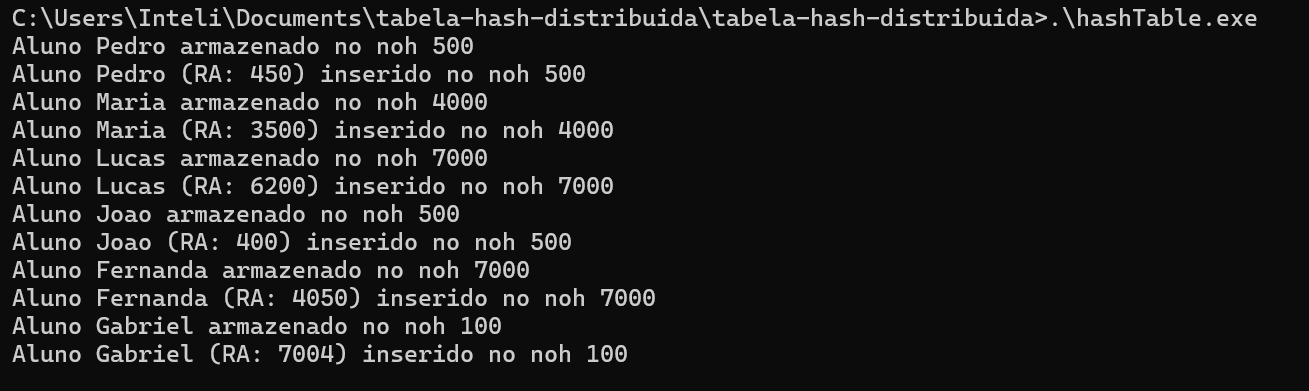 C:\Users\Inteli\Documents\tabela-hash-distribuida\tabela-hash-distribuida>.\hashTable.exe
Aluno Pedro armazenado no noh 500
Aluno Pedro (RA: 450) inserido no noh 500
Aluno Maria armazenado no noh 4000
Aluno Maria (RA: 3500) inserido no noh 4000
Aluno Lucas armazenado no noh 7000
Aluno Lucas (RA: 6200) inserido no noh 7000
Aluno Joao armazenado no noh 500
Aluno Joao (RA: 400) inserido no noh 500
Aluno Fernanda armazenado no noh 7000
Aluno Fernanda (RA: 4050) inserido no noh 7000
Aluno Gabriel armazenado no noh 100
Aluno Gabriel (RA: 7004) inserido no noh 100